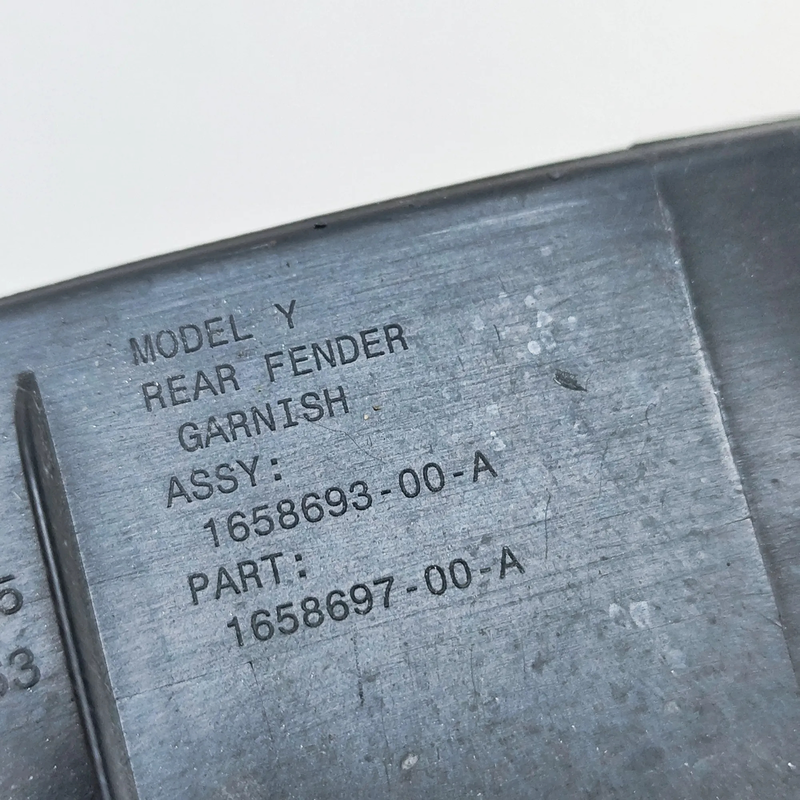 MODEL Y
REAR FENDER
GARNISH
ASSY:
1658693-00-A
PART:
1658697-00-A